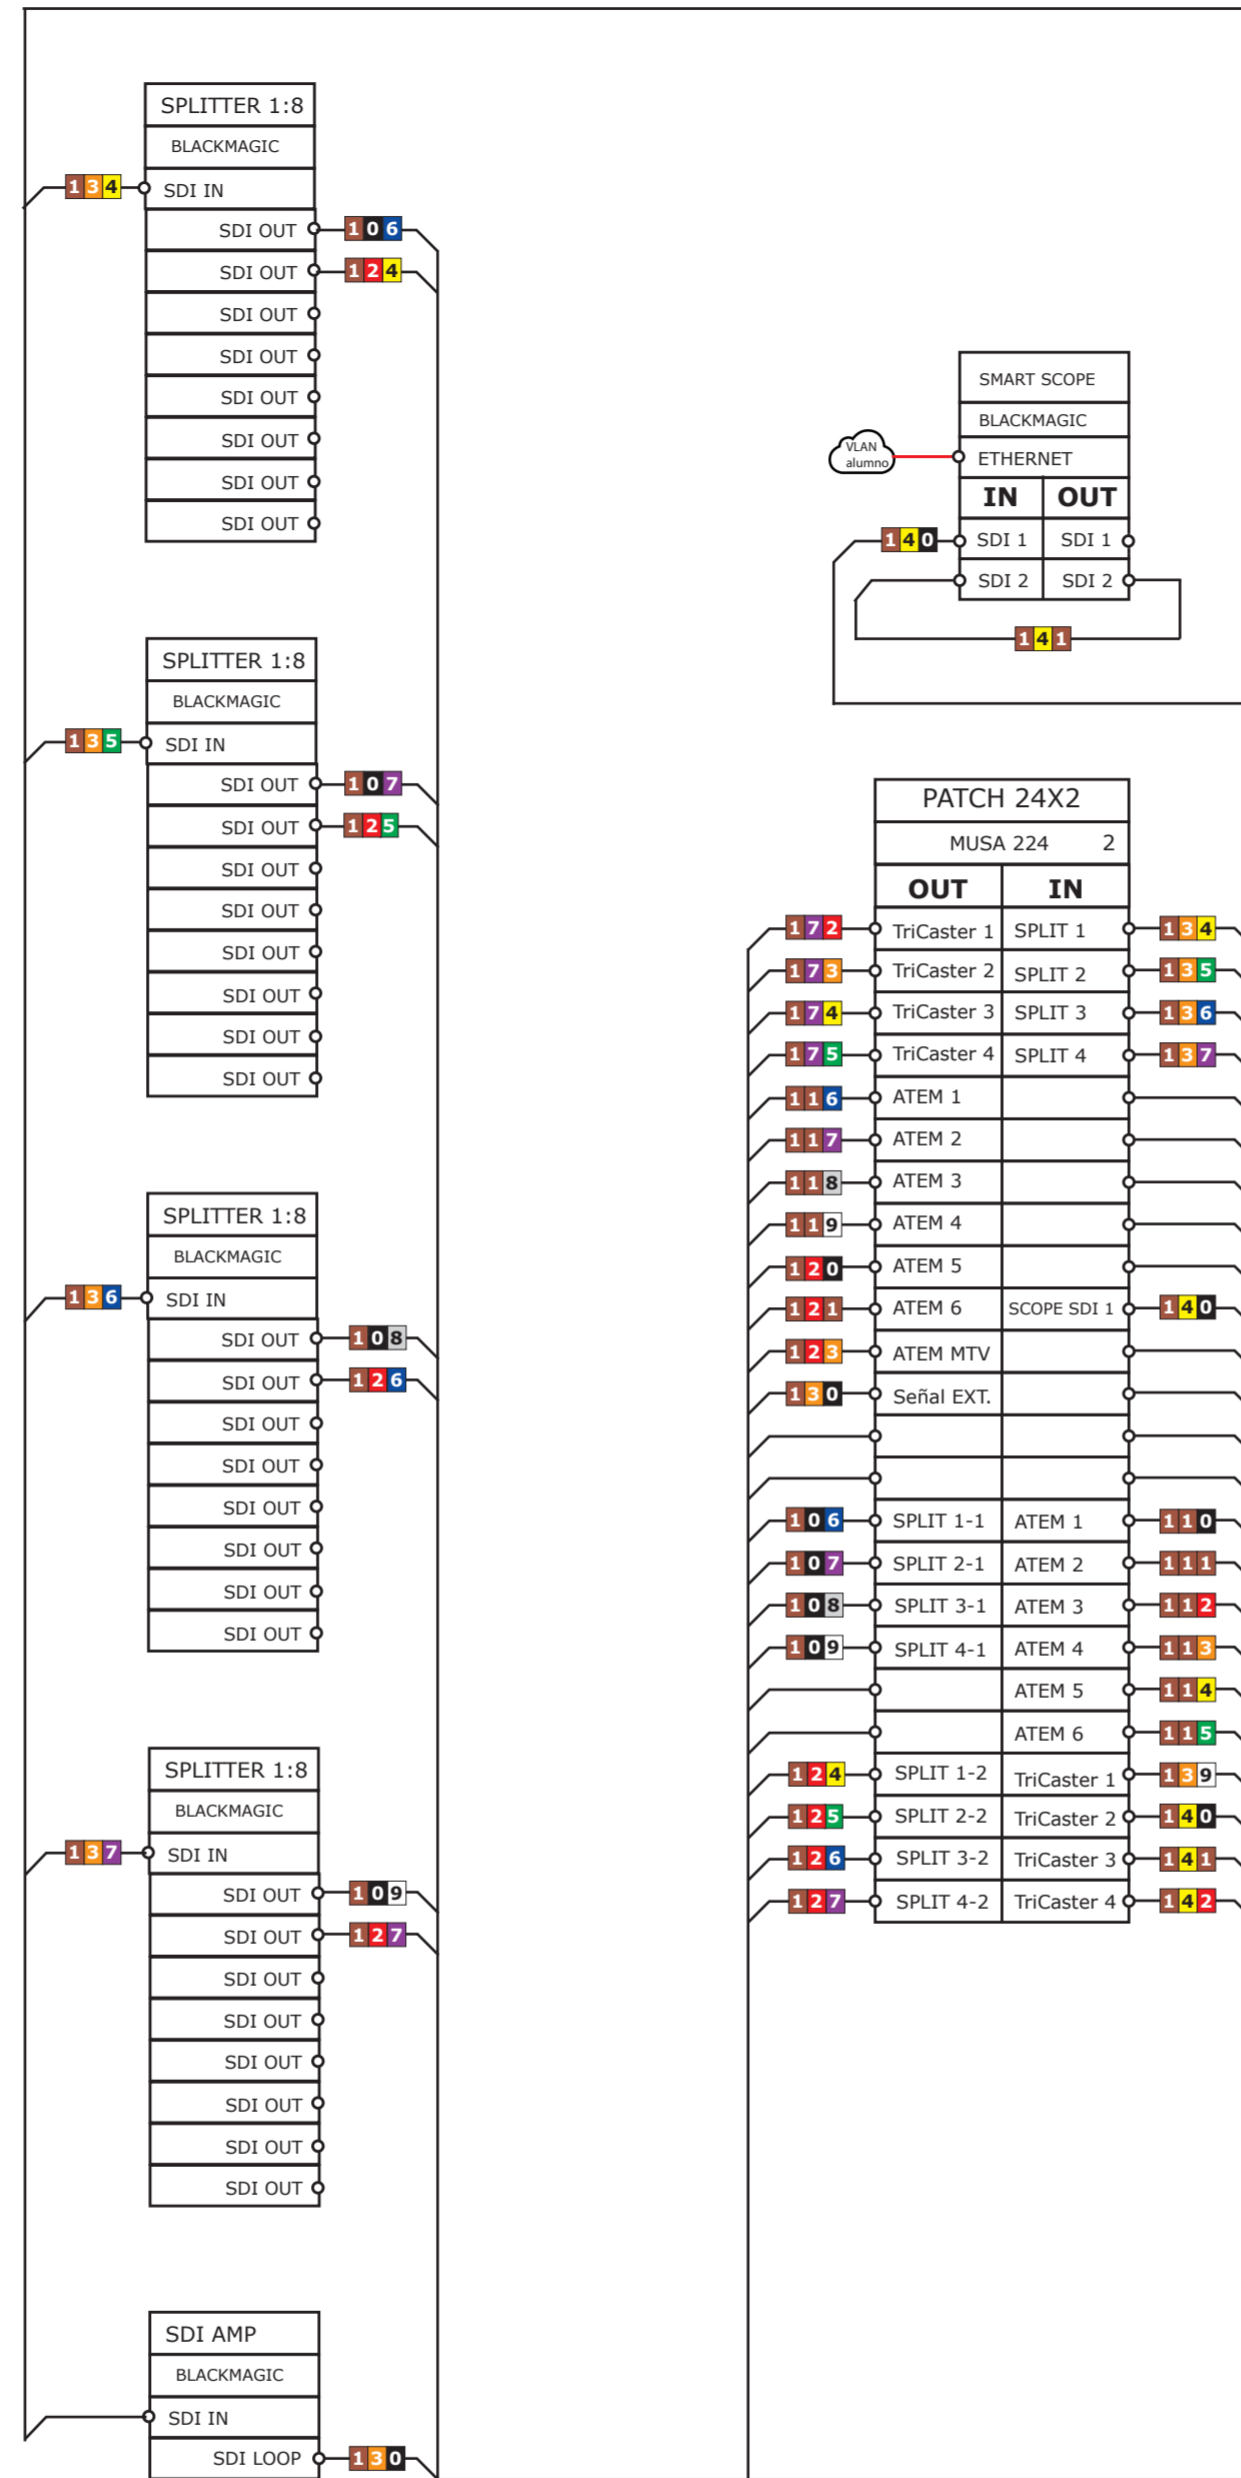 SPLITTER 1:8
BLACKMAGIC
134 SDI IN
SDI OUT 106
SDI OUT 124
SDI OUT
SDI OUT
SDI OUT
SDI OUT
SDI OUT
SDI OUT
SPLITTER 1:8
BLACKMAGIC
135 SDI IN
SDI OUT 107
SDI OUT 125
SDI OUT
SDI OUT
SDI OUT
SDI OUT
SDI OUT
SDI OUT
SPLITTER 1:8
BLACKMAGIC
136 SDI IN
SDI OUT 108
SDI OUT 126
SDI OUT
SDI OUT
SDI OUT
SDI OUT
SDI OUT
SDI OUT
SPLITTER 1:8
BLACKMAGIC
137 SDI IN
SDI OUT 109
SDI OUT 127
SDI OUT
SDI OUT
SDI OUT
SDI OUT
SDI OUT
SDI OUT
SDI AMP
BLACKMAGIC
SDI IN
SDI LOOP 130
SMART SCOPE
BLACKMAGIC
VLAN
alumno
ETHERNET
IN OUT
140 SDI 1 SDI 1
SDI 2 SDI 2
141
PATCH 24X2
MUSA 224 2
OUT IN
172 TriCaster 1 SPLIT 1 134
173 TriCaster 2 SPLIT 2 135
174 TriCaster 3 SPLIT 3 136
175 TriCaster 4 SPLIT 4 137
116 ATEM 1
117 ATEM 2
118 ATEM 3
119 ATEM 4
120 ATEM 5
121 ATEM 6 SCOPE SDI 1 140
123 ATEM MTV
130 Señal EXT.
106 SPLIT 1-1 ATEM 1 110
107 SPLIT 2-1 ATEM 2 111
108 SPLIT 3-1 ATEM 3 112
109 SPLIT 4-1 ATEM 4 113
ATEM 5 114
ATEM 6 115
124 SPLIT 1-2 TriCaster 1 139
125 SPLIT 2-2 TriCaster 2 140
126 SPLIT 3-2 TriCaster 3 141
127 SPLIT 4-2 TriCaster 4 142